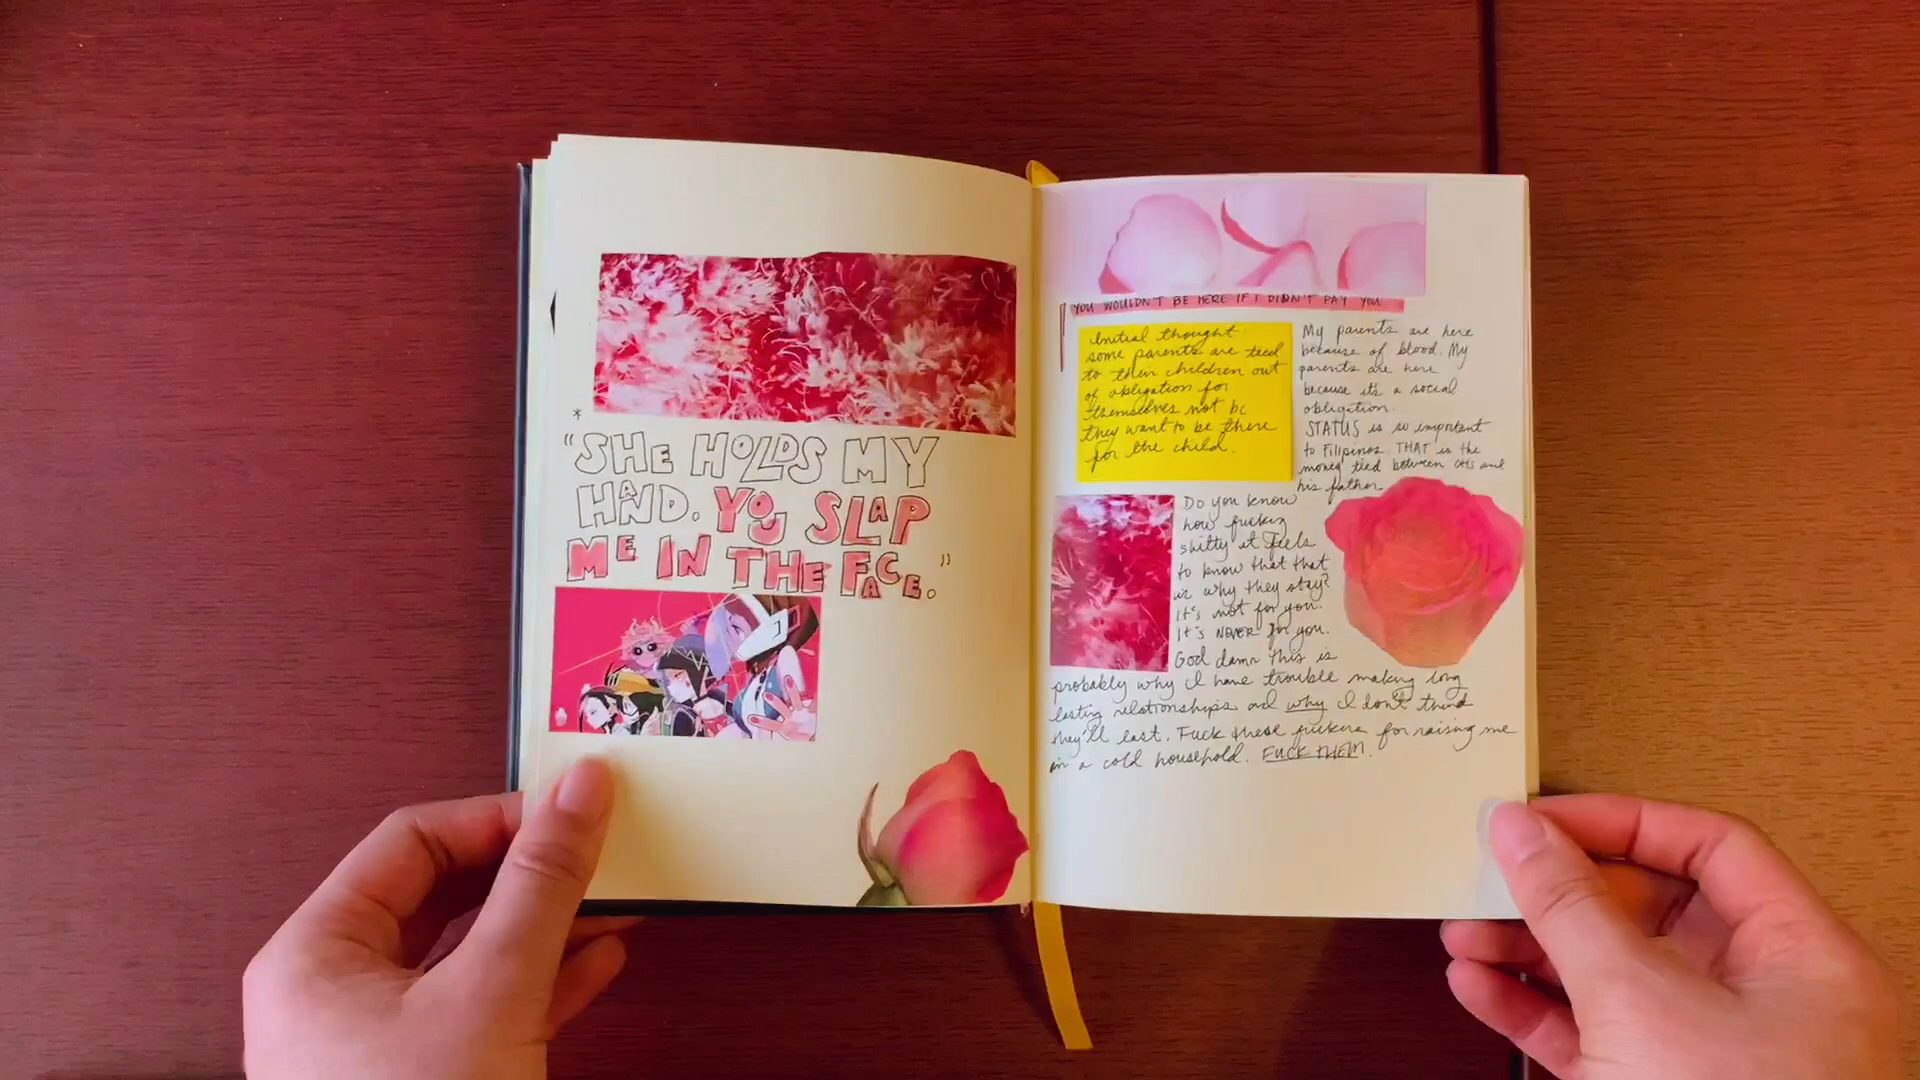 *
"SHE HOLDS MY
HAND. YOU SLAP
ME IN THE FACE."
YOU WOULDN'T BE HERE IF I DIDN'T PAY YOU
Initial thought
some parents are tied
to their children out
of obligation for
themselves not bc
they want to be there
for the child.
My parents are here
because of blood. My
parents are here
because it's a social
obligation.
STATUS is so important
to Filipinos. THAT is the
money tied between and
his father.
Do you know
how fucking
shitty it feels
to know that that
is why they stay?
It's not for you.
It's NEVER for you.
God damn this is
probably why I have trouble making long
lasting relationships and why I don't think
they'll last. Fuck these fuckers for raising me
in a cold household. FUCK THEM.